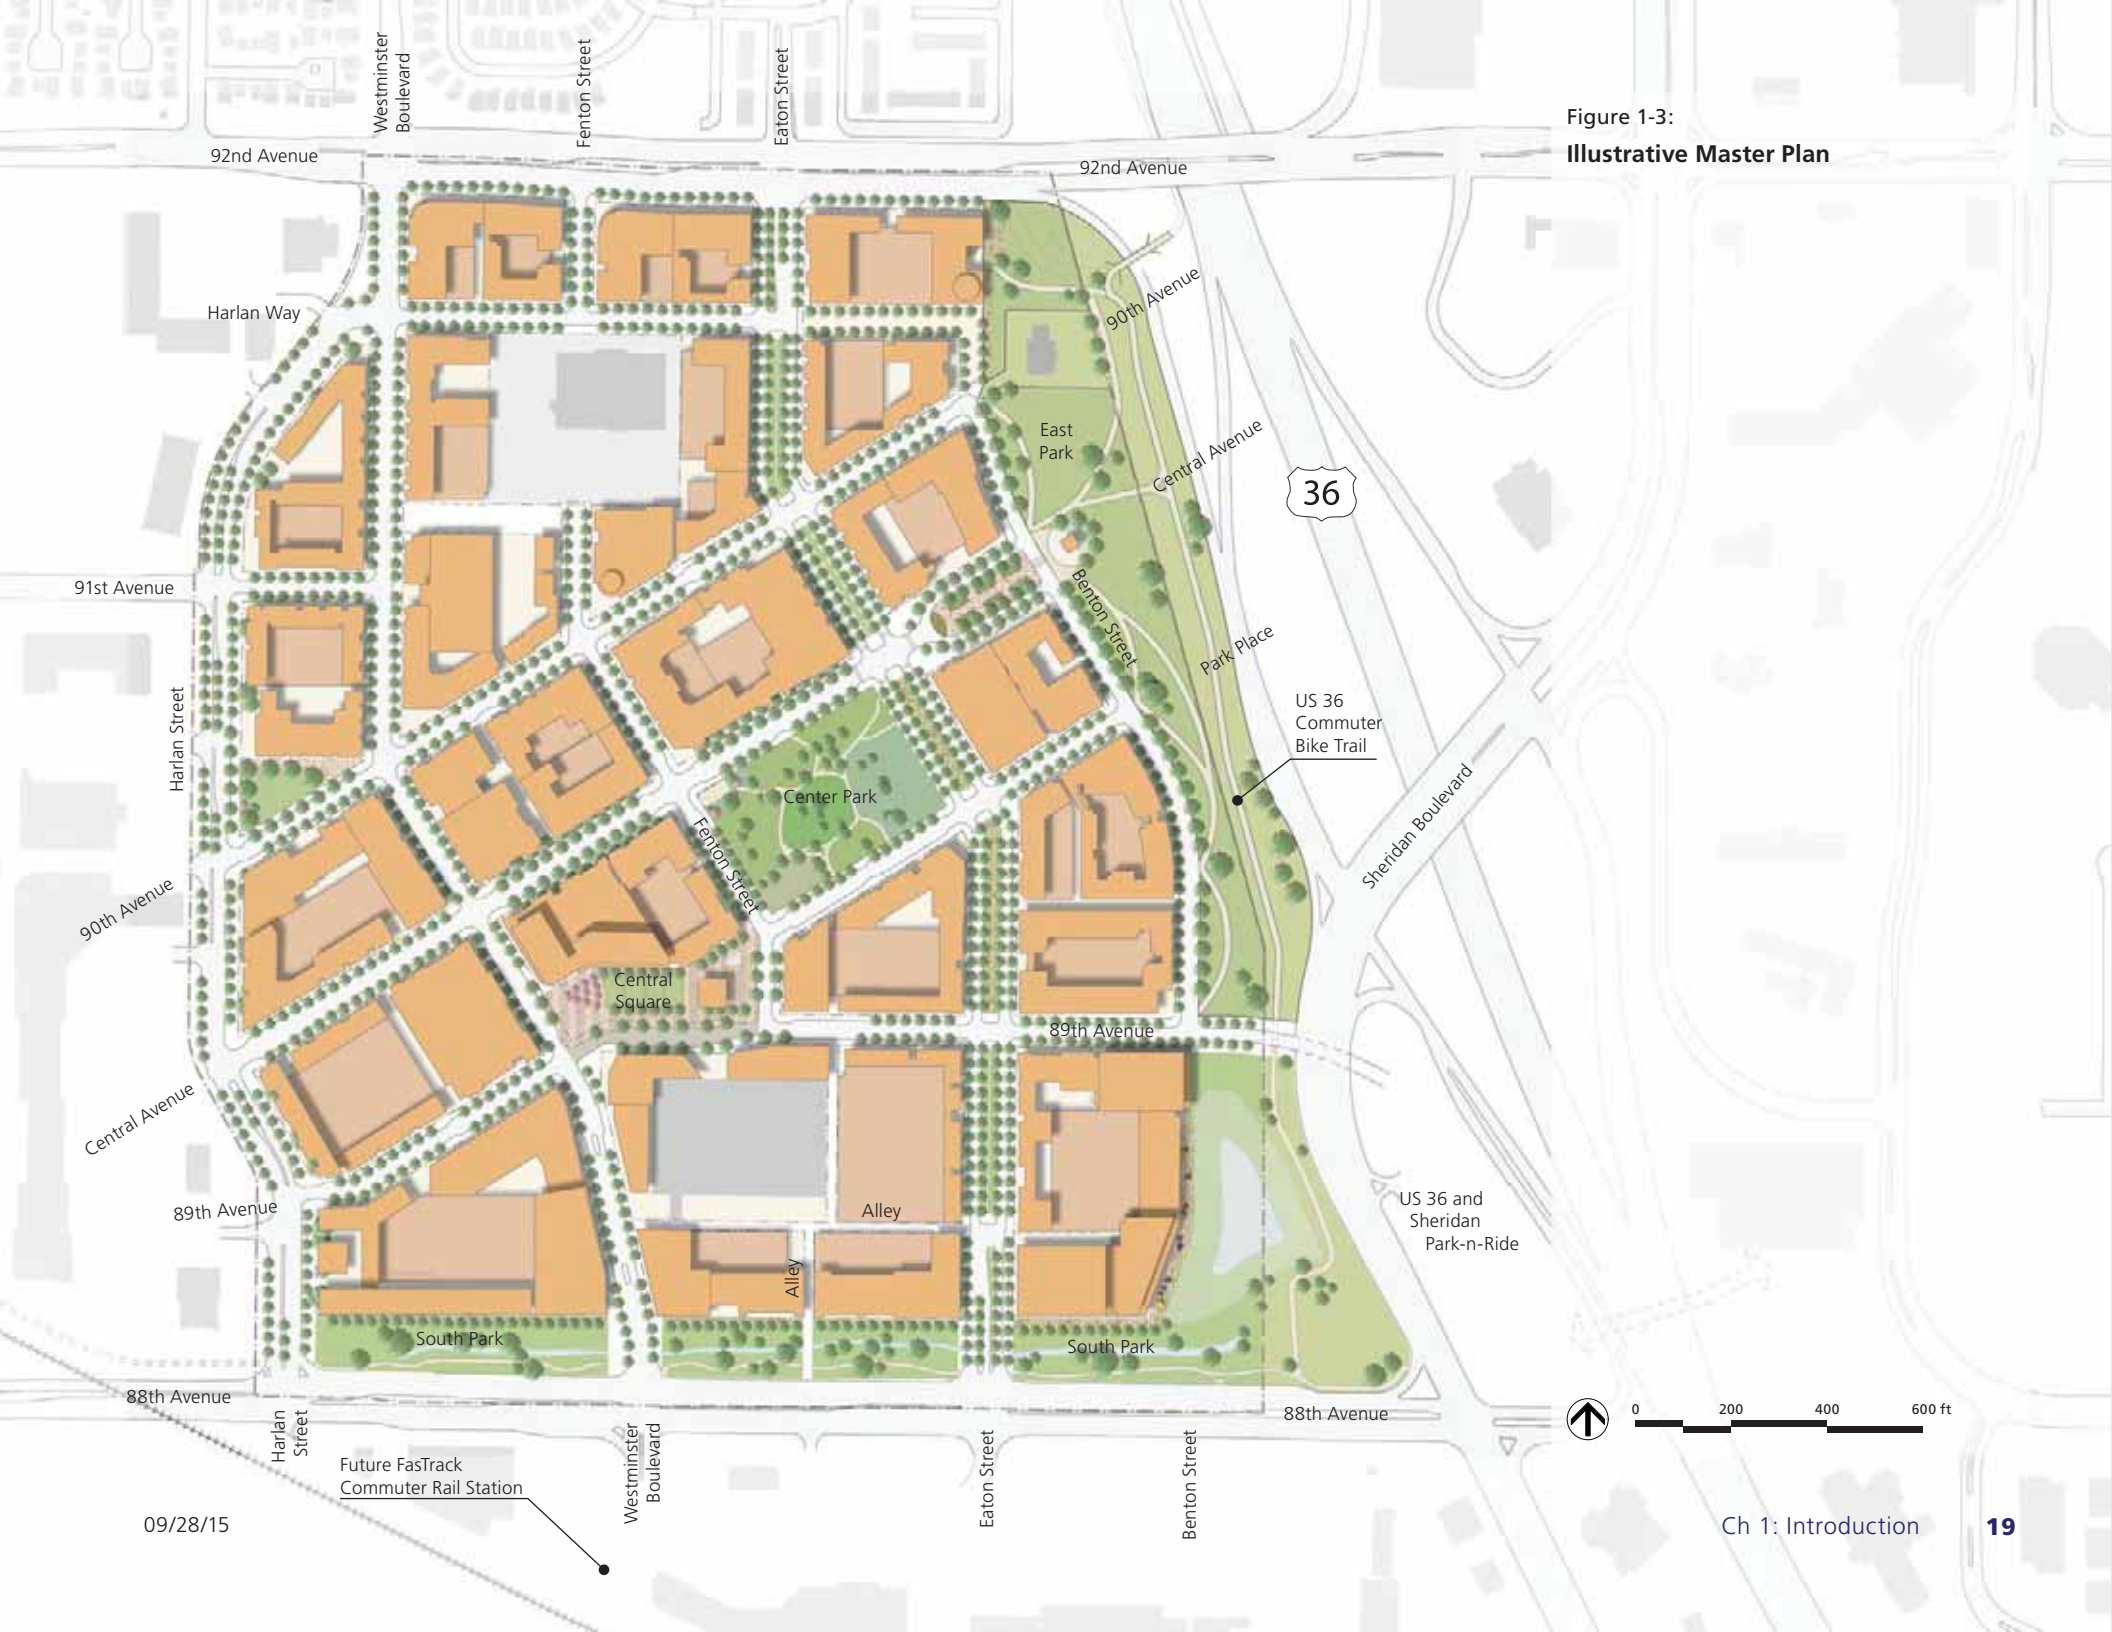 Westminster
Boulevard
Fenton Street
Eaton Street
Figure 1-3:
Illustrative Master Plan
92nd Avenue
92nd Avenue
Harlan Way
90th Avenue
East
Park
Central Avenue
36
91st Avenue
Benton Street
Park Place
Harlan Street
US 36
Commuter
Bike Trail
Center Park
Sheridan Boulevard
Fenton Street
90th Avenue
Central
Square
89th Avenue
Central Avenue
US 36 and
Sheridan
Park-n-Ride
89th Avenue
Alley
Alley
South Park
South Park
88th Avenue
88th Avenue
0 200 400 600 ft
Harlan
Street
Westminster
Boulevard
Eaton Street
Benton Street
Future FasTrack
Commuter Rail Station
09/28/15
Ch 1: Introduction 19